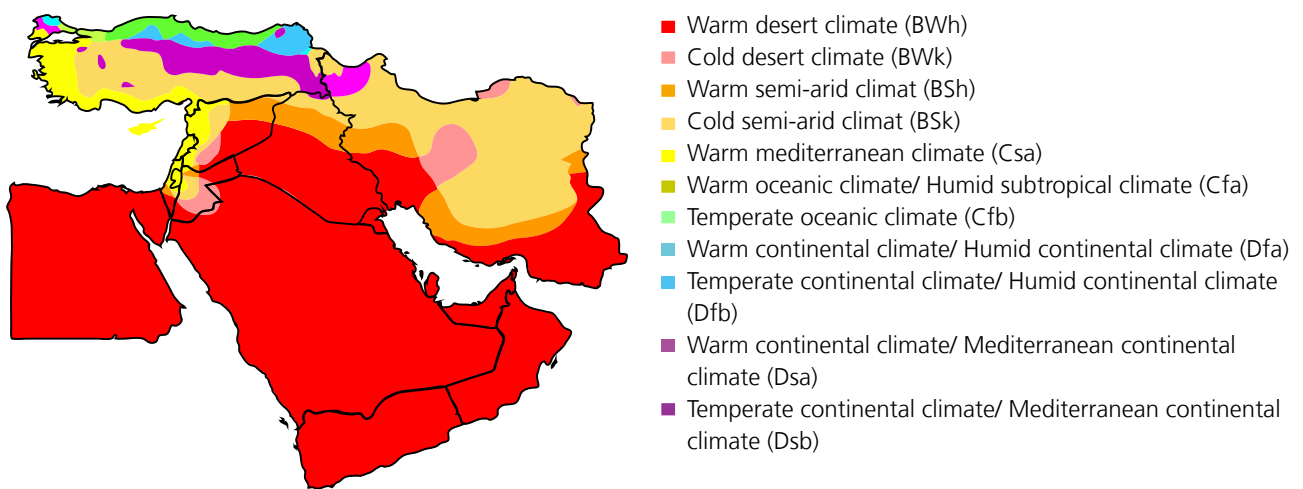 Warm desert climate (BWh)
Cold desert climate (BWk)
Warm semi-arid climat (BSh)
Cold semi-arid climat (BSk)
Warm mediterranean climate (Csa)
Warm oceanic climate/ Humid subtropical climate (Cfa)
Temperate oceanic climate (Cfb)
Warm continental climate/ Humid continental climate (Dfa)
Temperate continental climate/ Humid continental climate
(Dfb)
Warm continental climate/ Mediterranean continental
climate (Dsa)
Temperate continental climate/ Mediterranean continental
climate (Dsb)